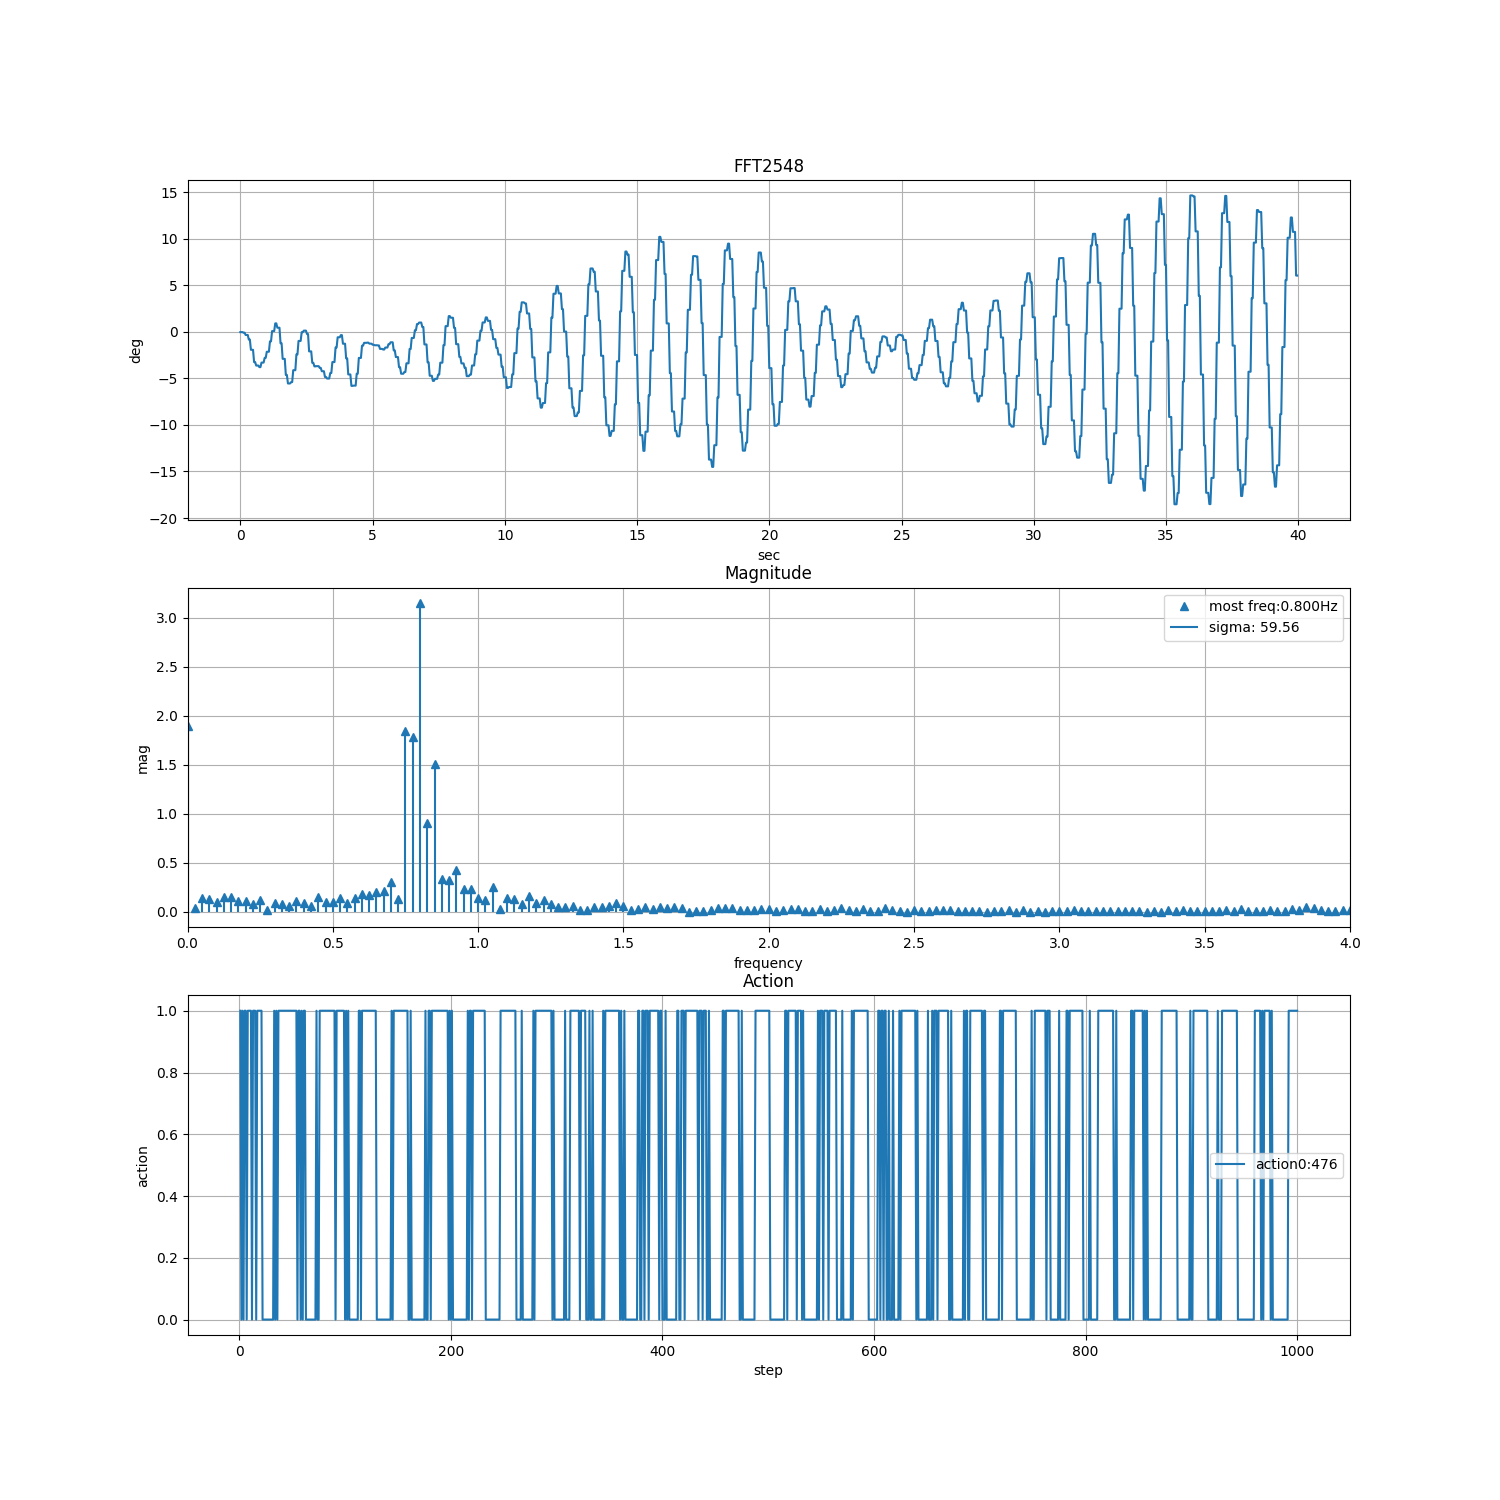 FFT2548
15
10
5
0
−5
−10
−15
−20
deg
0 5 10 15 20 25 30 35 40
sec
Magnitude
3.0
2.5
2.0
1.5
1.0
0.5
0.0
mag
most freq:0.800Hz
sigma: 59.56
0.0 0.5 1.0 1.5 2.0 2.5 3.0 3.5 4.0
frequency
Action
1.0
0.8
0.6
0.4
0.2
0.0
action
action0:476
0 200 400 600 800 1000
step